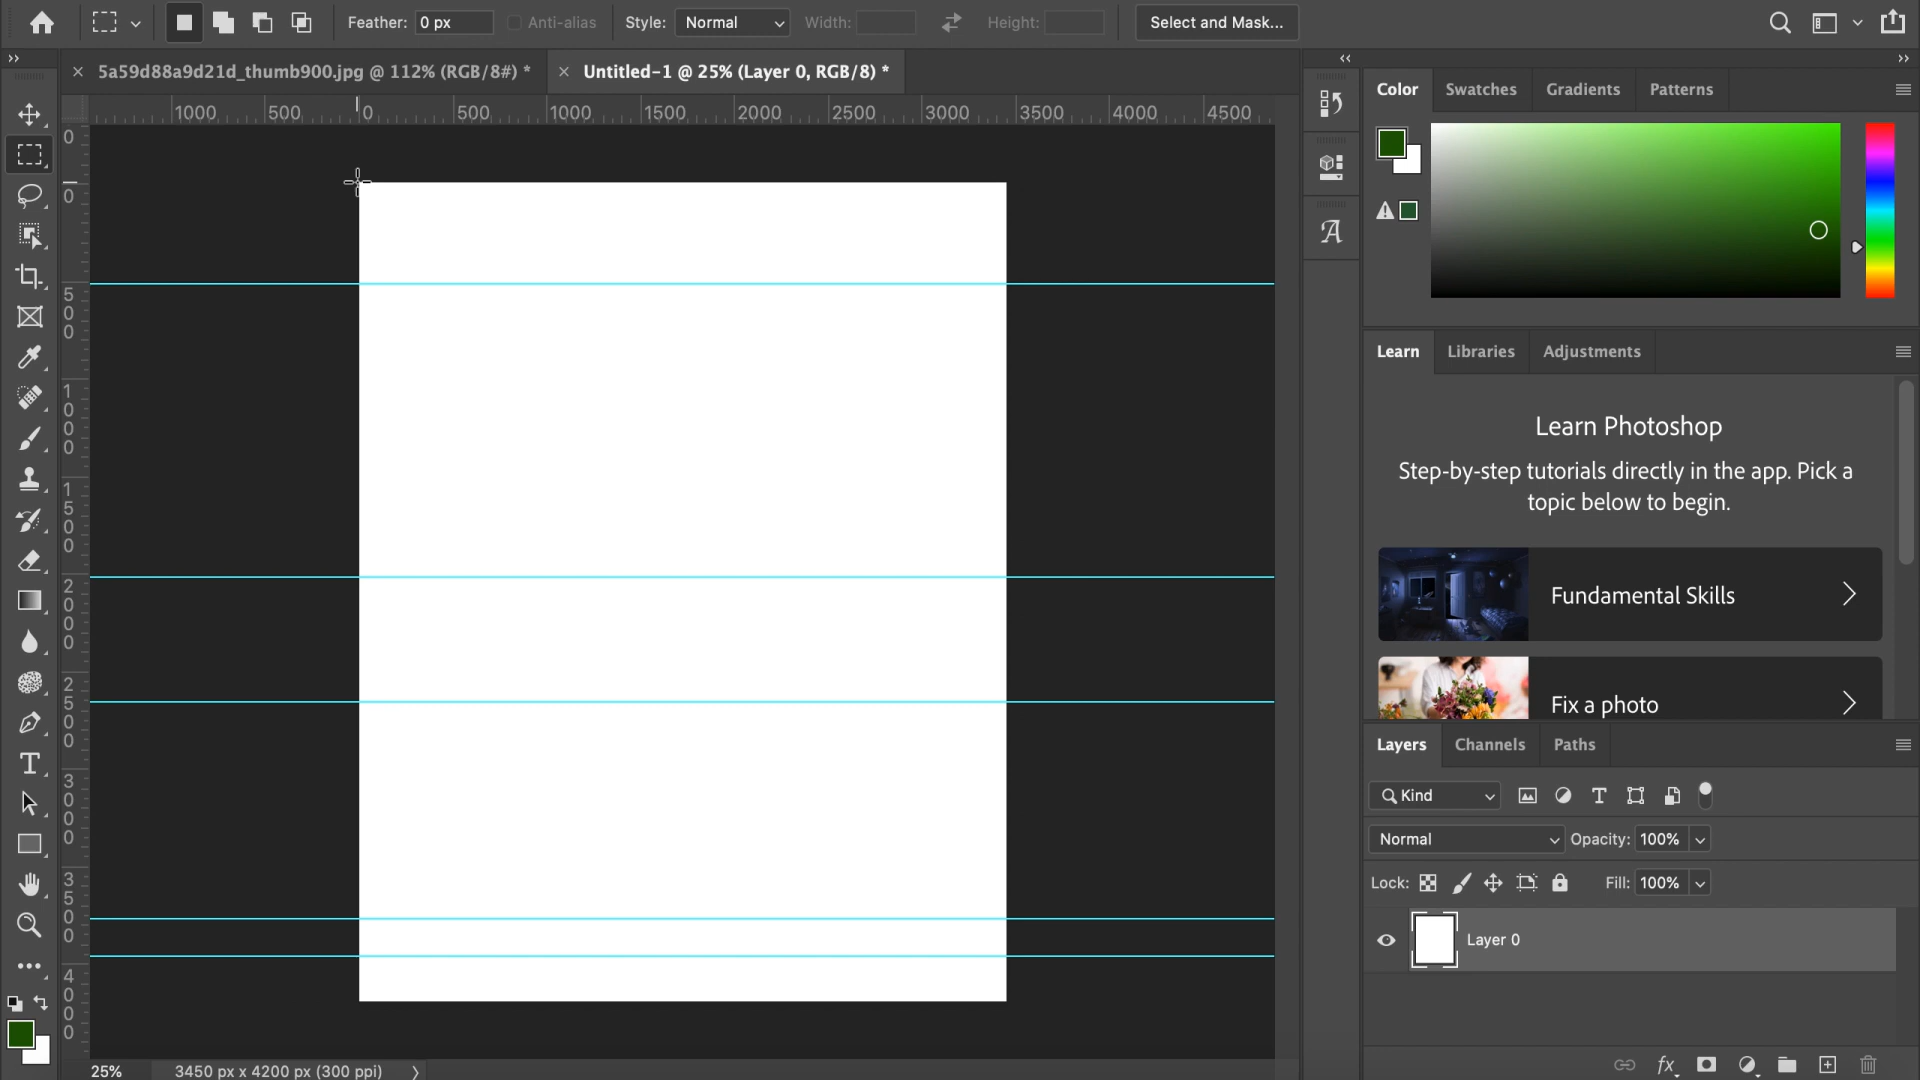 Feather: 0 px Anti-alias Style: Normal Width: Height: Select and Mask...
5a59d88a9d21d_thumb900.jpg @ 112% (RGB/8#) * Untitled-1 @ 25% (Layer 0, RGB/8) *
1000 500 0 500 1000 1500 2000 2500 3000 3500 4000 4500
0
0
500
1000
1500
2000
2500
3000
3500
4000
Color Swatches Gradients Patterns
Learn Libraries Adjustments
Learn Photoshop
Step-by-step tutorials directly in the app. Pick a
topic below to begin.
Fundamental Skills
Fix a photo
Layers Channels Paths
Kind
Normal Opacity: 100%
Lock: Fill: 100%
Layer 0
fx
25% 3450 px x 4200 px (300 ppi)